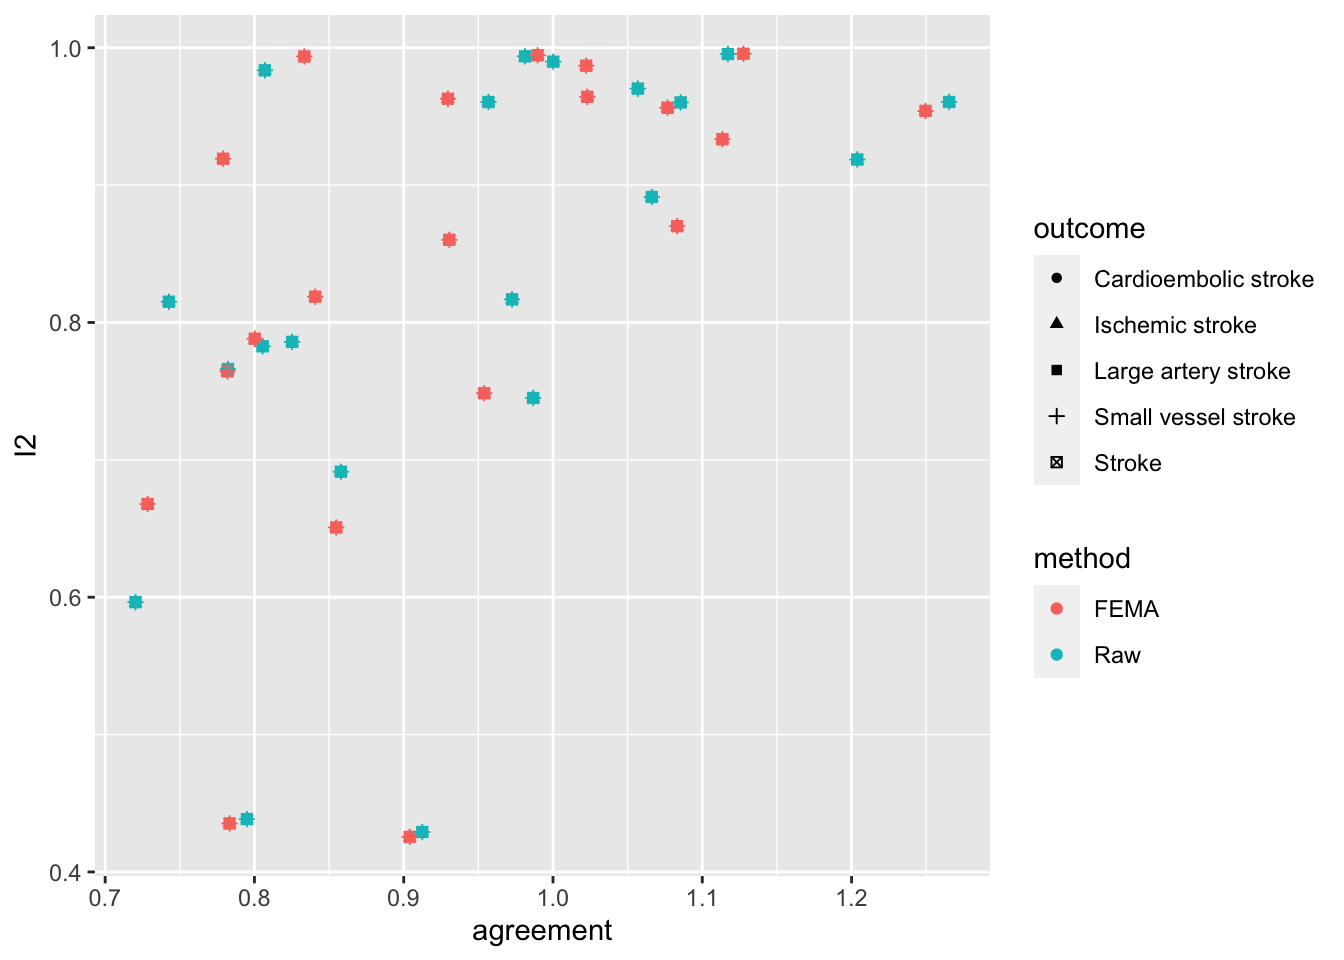 1.0
0.8
0.6
0.4
I2
0.7
0.8
0.9
1.0
1.1
1.2
agreement
outcome
Cardioembolic stroke
Ischemic stroke
Large artery stroke
Small vessel stroke
Stroke
method
FEMA
Raw